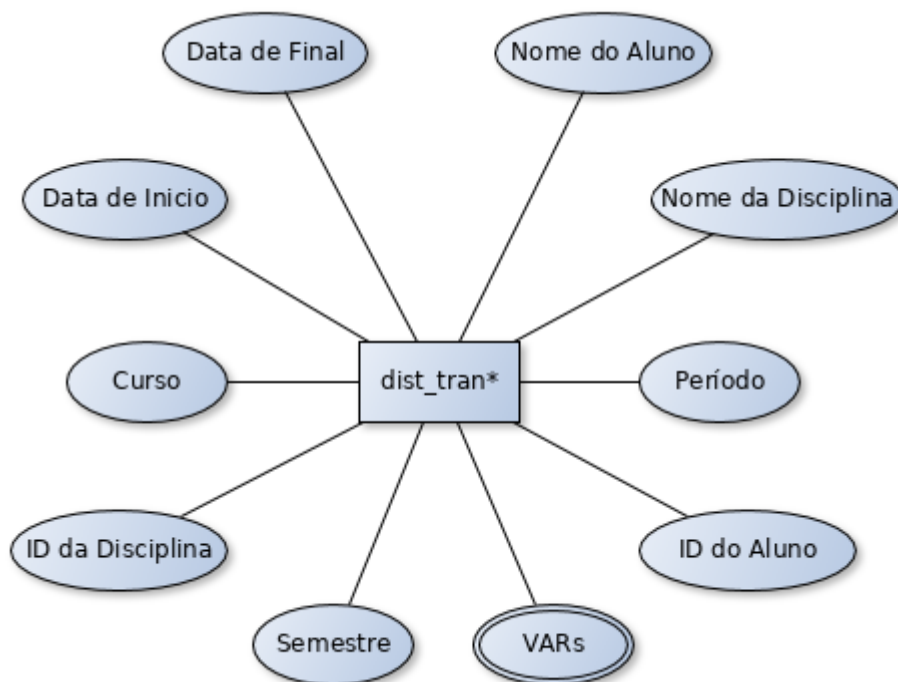 Data de Final
Nome do Aluno
Data de Inicio
Nome da Disciplina
Curso
dist_tran*
Período
ID da Disciplina
ID do Aluno
Semestre
VARs